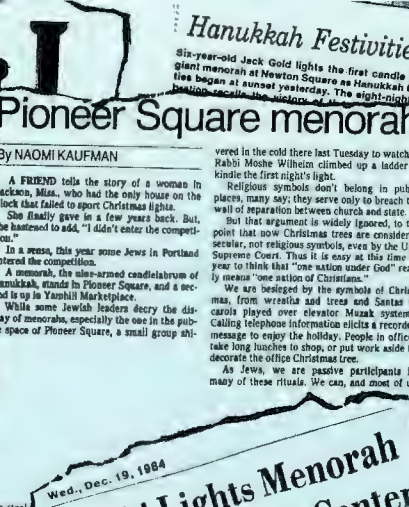 Hanukkah Festivitie
Six-year-old Jack Gold lights the first candle
giant menorah at Newton Square as Hanukkah
ties began at sunset yesterday. The eight-nigh
Pioneer Square menorah
By NAOMI KAUFMAN
A FRIEND tells the story of a woman in
ackson, Miss., who had the only house on the
lock that failed to sport Christmas lights.
She finally gave in a few years back. But,
he hastened to add, "I didn't enter the competi-
on."
In a sense, this year some Jews in Portland
ntered the competition.
A menorah, the nine-armed candelabrum of
anukkah, stands in Pioneer Square, and a sec-
nd is up in Yamhill Marketplace.
While some Jewish leaders decry the dis-
ay of menorahs, especially the one in the pub-
c space of Pioneer Square, a small group shi-
vered in the cold there last Tuesday to watch
Rabbi Moshe Wilhelm climbed up a ladder
kindle the first night's light.
Religious symbols don't belong in pub
places, many say; they serve only to breach t
wall of separation between church and state.
But that argument is widely ignored, to t
point that now Christmas trees are consider
secular, not religious symbols, even by the U
Supreme Court. Thus it is easy at this time
year to think that "one nation under God" rea
ly means "one nation of Christians."
We are besieged by the symbols of Chris
mas, from wreaths and trees and Santas
carols played over elevator Muzak system
Calling telephone information elicits a recorde
message to enjoy the holiday. People in offic
take long lunches to shop, or put work aside
decorate the office Christmas tree.
As Jews, we are passive participants i
many of these rituals. We can, and most of u
Wed., Dec. 19, 1984
Lights Menorah
Center